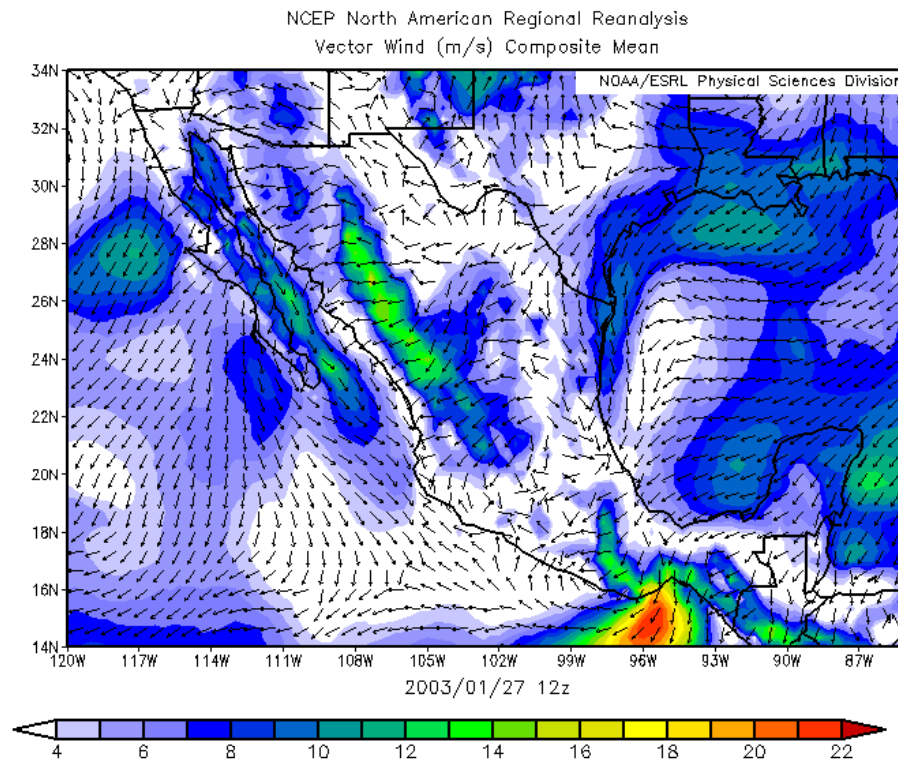 NCEP North American Regional Reanalysis
Vector Wind (m/s) Composite Mean
NOAA/ESRL Physical Sciences Division
34N
32N
30N
28N
26N
24N
22N
20N
18N
16N
14N
120W 117W 114W 111W 108W 105W 102W 99W 96W 93W 90W 87W
2003/01/27 12z
4 6 8 10 12 14 16 18 20 22